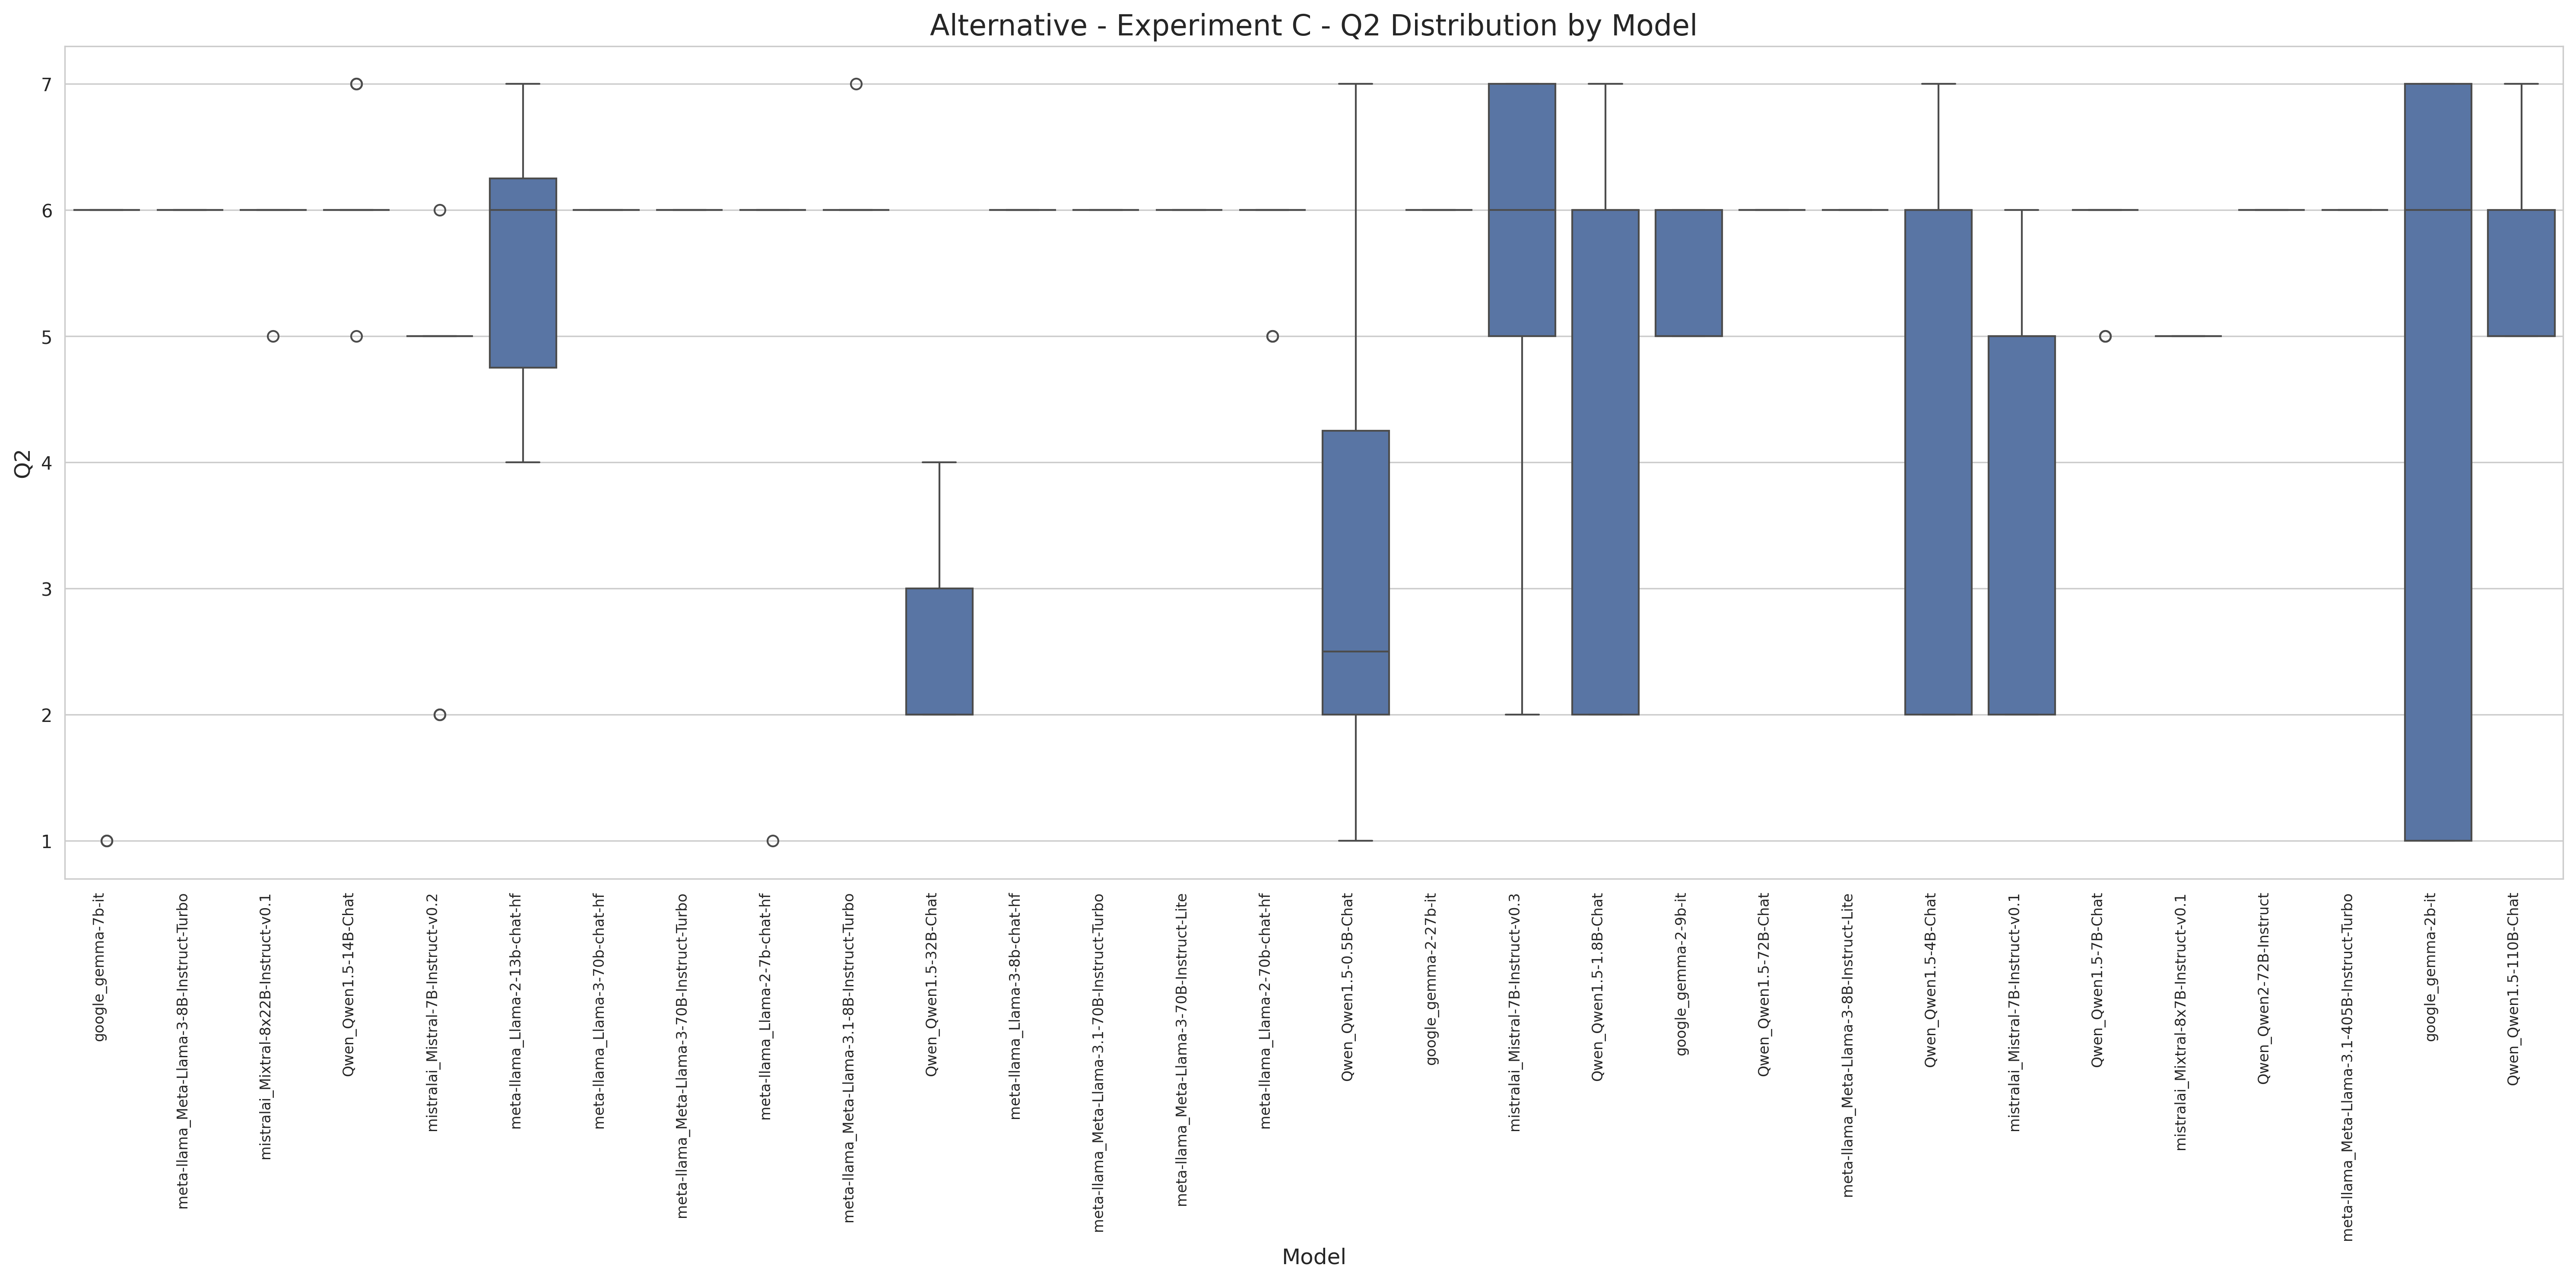 Alternative - Experiment C - Q2 Distribution by Model
Q2
7
6
5
4
3
2
1
google_gemma-7b-it
meta-llama_Meta-Llama-3-8B-Instruct-Turbo
mistralai_Mixtral-8x22B-Instruct-v0.1
Qwen_Qwen1.5-14B-Chat
mistralai_Mistral-7B-Instruct-v0.2
meta-llama_Llama-2-13b-chat-hf
meta-llama_Llama-3-70b-chat-hf
meta-llama_Meta-Llama-3-70B-Instruct-Turbo
meta-llama_Llama-2-7b-chat-hf
meta-llama_Meta-Llama-3.1-8B-Instruct-Turbo
Qwen_Qwen1.5-32B-Chat
meta-llama_Llama-3-8b-chat-hf
meta-llama_Meta-Llama-3.1-70B-Instruct-Turbo
meta-llama_Meta-Llama-3-70B-Instruct-Lite
meta-llama_Llama-2-70b-chat-hf
Qwen_Qwen1.5-0.5B-Chat
google_gemma-2-27b-it
mistralai_Mistral-7B-Instruct-v0.3
Qwen_Qwen1.5-1.8B-Chat
google_gemma-2-9b-it
Qwen_Qwen1.5-72B-Chat
meta-llama_Meta-Llama-3-8B-Instruct-Lite
Qwen_Qwen1.5-4B-Chat
mistralai_Mistral-7B-Instruct-v0.1
Qwen_Qwen1.5-7B-Chat
mistralai_Mixtral-8x7B-Instruct-v0.1
Qwen_Qwen2-72B-Instruct
meta-llama_Meta-Llama-3.1-405B-Instruct-Turbo
google_gemma-2b-it
Qwen_Qwen1.5-110B-Chat
Model